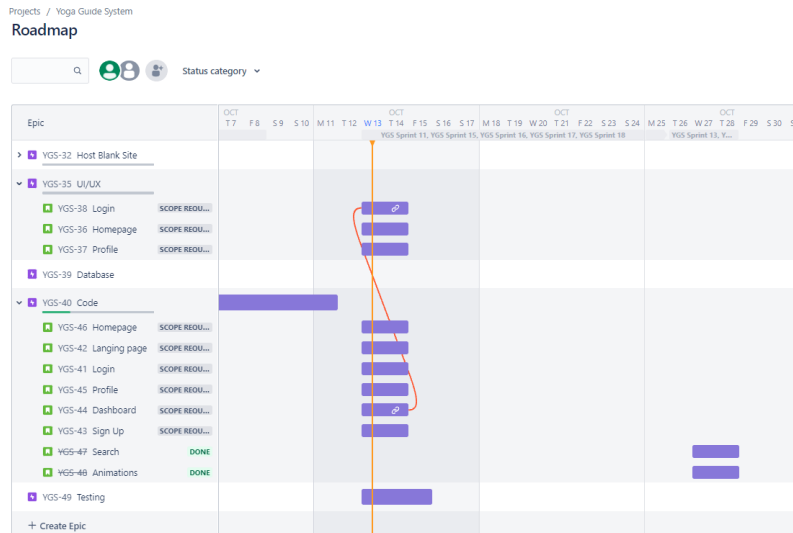 Projects / Yoga Guide System
Roadmap
Status category
Epic
OCT OCT OCT OCT
T 7 F 8 S 9 S 10 M 11 T 12 W 13 T 14 F 15 S 16 S 17 M 18 T 19 W 20 T 21 F 22 S 23 S 24 M 25 T 26 W 27 T 28 F 29 S 30 S
YGS Sprint 11, YGS Sprint 15, YGS Sprint 16, YGS Sprint 17, YGS Sprint 18 YGS Sprint 13, Y...
YGS-32 Host Blank Site
YGS-35 UI/UX
YGS-38 Login SCOPE REQU...
YGS-36 Homepage SCOPE REQU...
YGS-37 Profile SCOPE REQU...
YGS-39 Database
YGS-40 Code
YGS-46 Homepage SCOPE REQU...
YGS-42 Langing page SCOPE REQU...
YGS-41 Login SCOPE REQU...
YGS-45 Profile SCOPE REQU...
YGS-44 Dashboard SCOPE REQU...
YGS-43 Sign Up SCOPE REQU...
YGS-47 Search DONE
YGS-48 Animations DONE
YGS-49 Testing
+ Create Epic